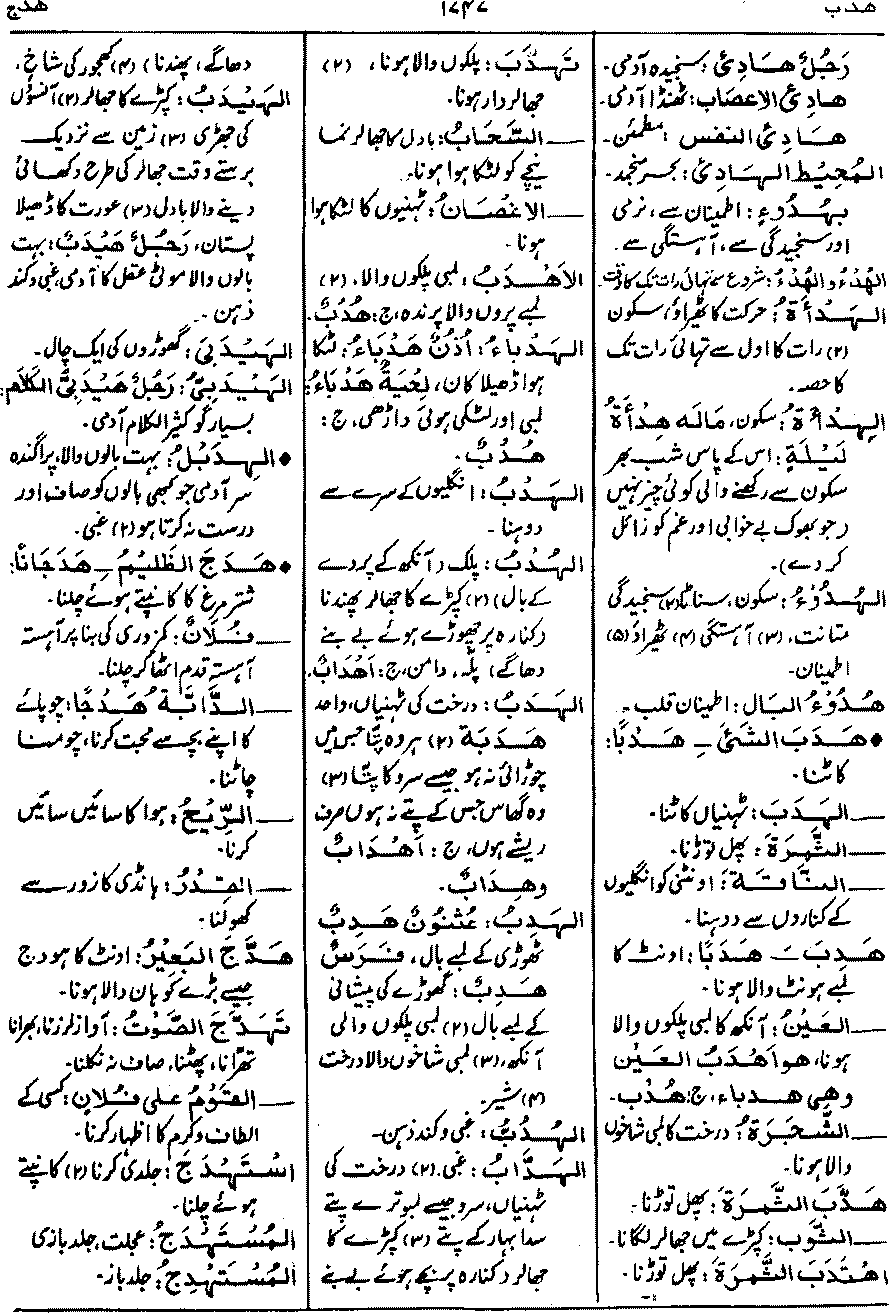 هدب
۱۷۴۷
هدج
رَجُلٌ هَادِئٌ: سنجیدہ آدمی۔
هادِئُ الاعصاب: ٹھنڈا آدمی۔
هَادِئُ النفس: مطمئن۔
المُحِيْطُ الهَادِئُ: بحر منجمد۔
بِهُدُوْءٍ: اطمینان سے، نرمی
اور سنجیدگی سے، آہستگی سے۔
الهَدْءُ والهُدْءُ: شروع سے تہائی رات تک کا وقت۔
الهَدْأَةُ: حرکت کا ٹھراؤ، سکون
(۲) رات کا اول سے تہائی رات تک
کا حصہ۔
الهِدْأَةُ: سکون، مَالَه هِدْأَةُ
لَيْلَةٍ: اس کے پاس شب بھر
سکون سے رکھنے والی کوئی چیز نہیں
(جو بھوک بے خوابی اور غم کو زائل
کردے)۔
الهُدُوْءُ: سکون، سناٹا (۲) سنجیدگی
متانت، (۳) آہستگی (۴) ٹھراؤ (۵)
اطمینان۔
هُدُوْءُ البَال: اطمینان قلب۔
• هَدَبَ الشَّئَ ـِ هَدْبًا:
کاٹنا۔
ـــ الهَدَبَ: ٹہنیاں کاٹنا۔
ـــ الثَّمَرَةَ: پھل توڑنا۔
ـــ النَّاقَةَ: اونٹنی کو انگلیوں
کے کناروں سے دوہنا۔
هَدِبَ ـَ هَدَبًا: اونٹ کا
لمبے ہونٹ والا ہونا۔
ـــ العَيْنُ: آنکھ کا لمبی پلکوں والا
ہونا، هو اَهْدَبُ العَيْن
وهي هدباء، ج: هُدْب۔
ـــ الشَّجَرَةُ: درخت کا لمبی شاخوں
والا ہونا۔
هَدَّبَ الثَّمَرَةَ: پھل توڑنا۔
ـــ الثَّوب: کپڑے میں جھالر لگانا۔
اهْتَدَبَ الثَّمَرَةَ: پھل توڑنا۔
تَهَدَّبَ: پلکوں والا ہونا، (۲)
جھالردار ہونا۔
ـــ السَّحَابُ: بادل کا جھالر نما
نیچے کو لٹکا ہوا ہونا۔
ـــ الاغصَانُ: ٹہنیوں کا لٹکا ہوا
ہونا۔
الاَهْدَبُ: لمبی پلکوں والا، (۲)
لمبے پروں والا پرندہ، ج: هُدْبٌ۔
الهَدْباءُ: أُذُنٌ هَدْبَاءُ: لٹکا
ہوا ڈھیلا کان، لِحْيَةٌ هَدْبَاءُ:
لمبی اور لٹکی ہوئی داڑھی، ج:
هُدْبٌ۔
الهَدْبُ: انگلیوں کے سرے سے
دوہنا۔
الهُدْبُ: پلک (آنکھ کے پردے
کے بال) (۲) کپڑے کا جھالر پھندنا
(کنارہ پر چھوڑے ہوئے بے بنے
دھاگے) پلّہ، دامن، ج: اَهْدَابٌ۔
الهَدَبُ: درخت کی ٹہنیاں، واحد
هَدَبَة (۲) ہر وہ پتّا جس میں
چوڑائی نہ ہو جیسے سرو کا پتّا (۳)
وہ گھاس جس کے پتے نہ ہوں صرف
ریشے ہوں، ج: اَهْدَابٌ
وهِدَابٌ۔
الهَدِبُ: عُثْنُونٌ هَدِبٌ
ٹھوڑی کے لمبے بال، فَرَسٌ
هَدِبٌ: گھوڑے کی پیشانی
کے لمبے بال (۲) لمبی پلکوں والی
آنکھ، (۳) لمبی شاخوں والا درخت
(۴) شیر۔
الهُدُبُّ: غبی و کند ذہن۔
الهُدَّابُ: غبی، (۲) درخت کی
ٹہنیاں، سرو جیسے لمبوترے پتے
سدا بہار کے پتے (۳) کپڑے کا
جھالر (کنارہ پر بچے ہوئے بے بنے
دھاگے، پھندنا) (۴) کھجور کی شاخ۔
الهَيْدَبُ: کپڑے کا جھالر (۲) آنسوؤں
کی جھڑی (۳) زمین سے نزدیک
برستے وقت جھالر کی طرح دکھائی
دینے والا بادل (۴) عورت کا ڈھیلا
پستان، رَجُلٌ هَيْدَبٌ: بہت
بالوں والا موٹی عقل کا آدمی، غبی و کند
ذہن۔
الهَيْدَبَى: گھوڑوں کی ایک چال۔
الهَيْدَبِىُّ: رَجُلٌ هَيْدَبِىُّ الكَلَام:
بسیار گو کثیر الکلام آدمی۔
• الهِدَبْلُ: بہت بالوں والا، پراگندہ
سر آدمی جو کبھی بالوں کو صاف اور
درست نہ کرتا ہو (۲) غبی۔
• هَدَجَ الظَّلِيْمُ ـِ هَدَجَانًا:
شتر مرغ کا کانپتے ہوئے چلنا۔
ـــ فُلَانٌ: کمزوری کی بنا پر آہستہ
آہستہ قدم اٹھا کر چلنا۔
ـــ الدَّابَّةُ هَدْجًا: چوپائے
کا اپنے بچہ سے محبت کرنا، چومنا
چاٹنا۔
ـــ الرِّيْحُ: ہوا کا سائیں سائیں
کرنا۔
ـــ القِدْرُ: ہانڈی کا زور سے
کھولنا۔
هَدَّجَ البَعِيْرُ: اونٹ کا ہودج
جیسے بڑے کوہان والا ہونا۔
تَهَدَّجَ الصَّوْتُ: آواز لرزنا، بھرانا
تھرّانا، پھٹنا، صاف نہ نکلنا۔
ـــ القَوْمُ على فُلانٍ: کسی کے
الطاف و کرم کا اظہار کرنا۔
اسْتَهْدَجَ: جلدی کرنا (۲) کانپتے
ہوئے چلنا۔
المُسْتَهْدَجُ: عجلت، جلد بازی
المُسْتَهْدِجُ: جلد باز۔